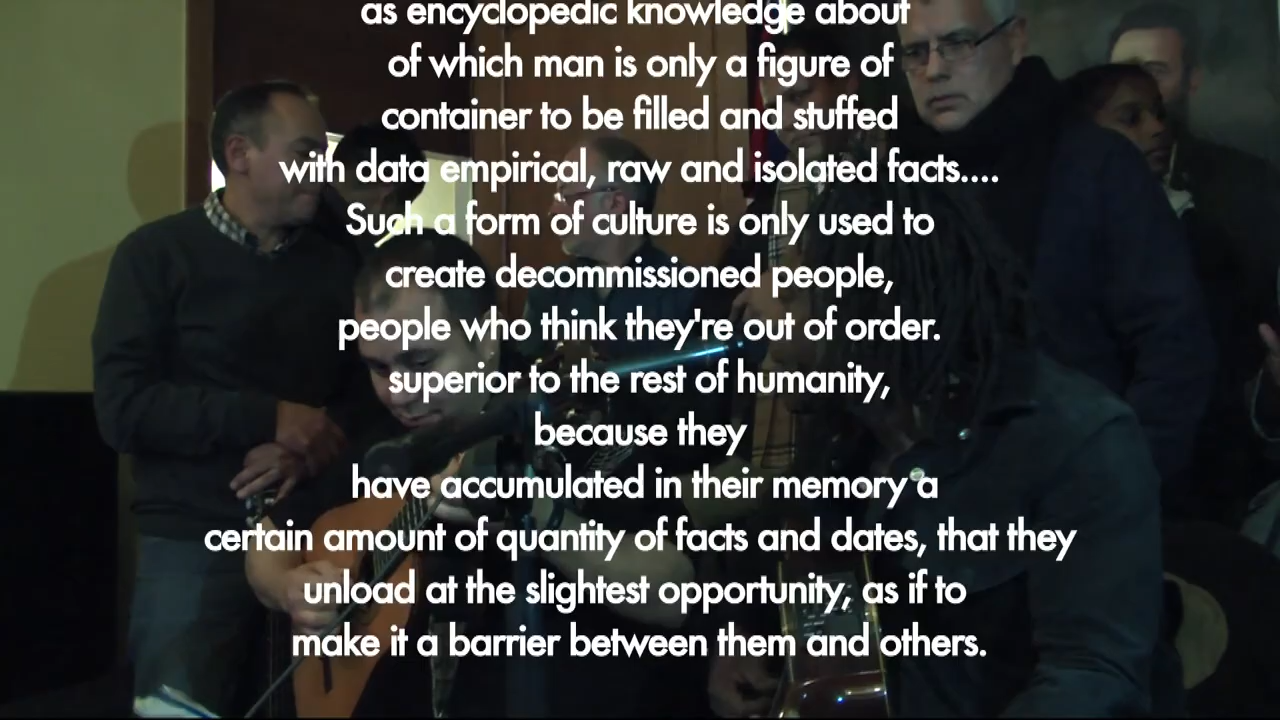 as encyclopedic knowledge about
of which man is only a figure of
container to be filled and stuffed
with data empirical, raw and isolated facts....
Such a form of culture is only used to
create decommissioned people,
people who think they're out of order.
superior to the rest of humanity,
because they
have accumulated in their memory a
certain amount of quantity of facts and dates, that they
unload at the slightest opportunity, as if to
make it a barrier between them and others.